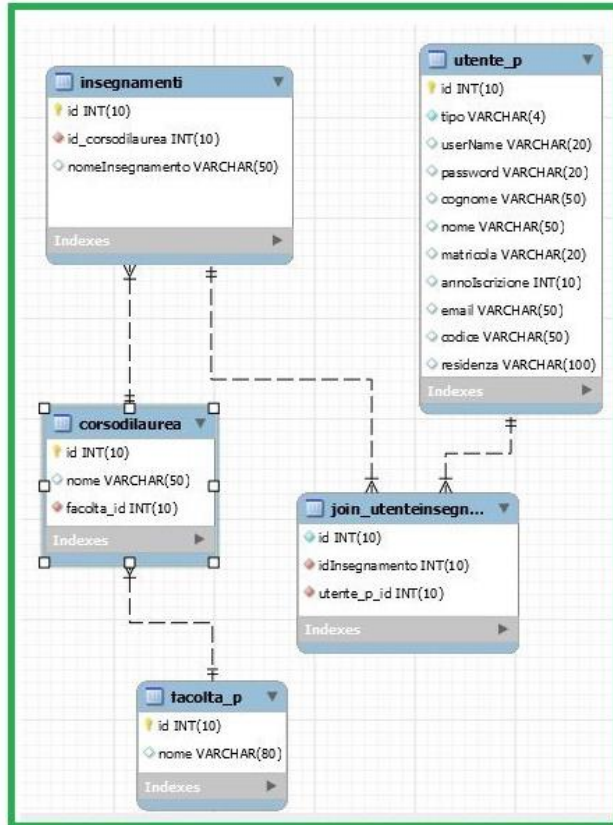 insegnamenti
id INT(10)
id_corsodilaurea INT(10)
nomeInsegnamento VARCHAR(50)
Indexes
utente_p
id INT(10)
tipo VARCHAR(4)
userName VARCHAR(20)
password VARCHAR(20)
cognome VARCHAR(50)
nome VARCHAR(50)
matricola VARCHAR(20)
annoIscrizione INT(10)
email VARCHAR(50)
codice VARCHAR(50)
residenza VARCHAR(100)
Indexes
corsodilaurea
id INT(10)
nome VARCHAR(50)
facolta_id INT(10)
Indexes
join_utenteinsegn...
id INT(10)
idInsegnamento INT(10)
utente_p_id INT(10)
Indexes
facolta_p
id INT(10)
nome VARCHAR(80)
Indexes